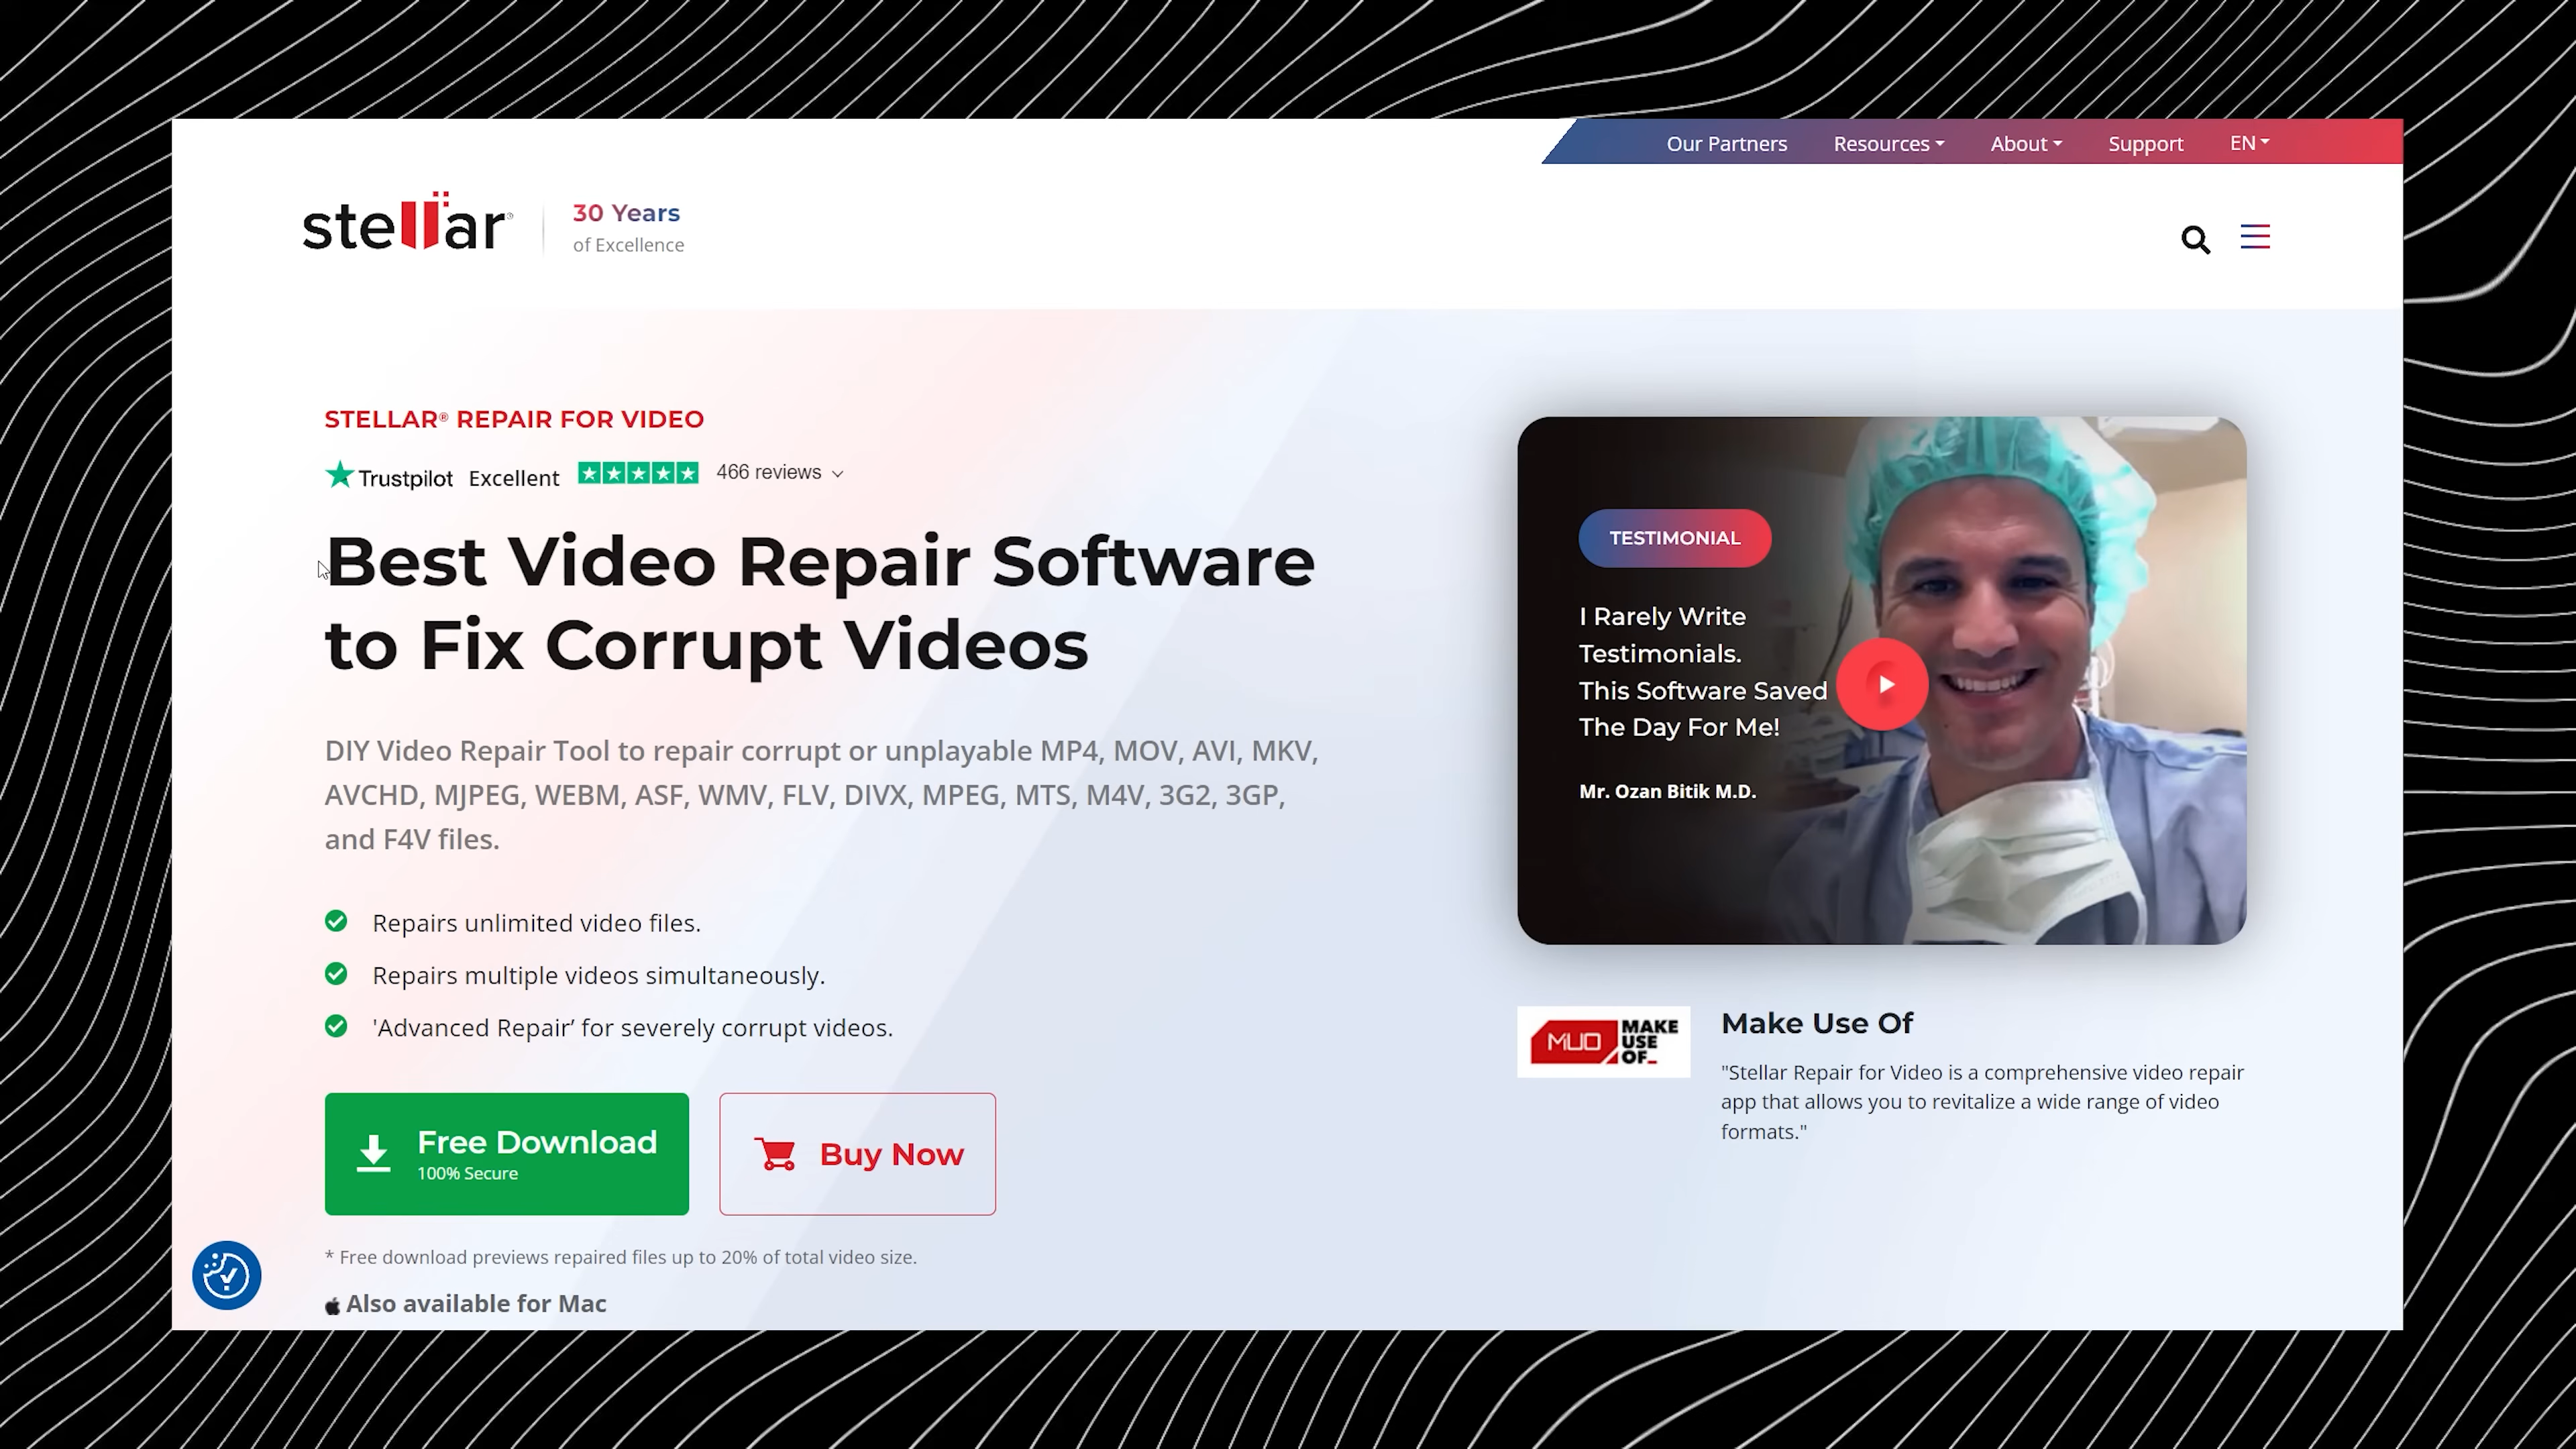 Our Partners Resources About Support EN
stellar® 30 Years
of Excellence
STELLAR® REPAIR FOR VIDEO
Trustpilot Excellent 466 reviews
Best Video Repair Software
to Fix Corrupt Videos
DIY Video Repair Tool to repair corrupt or unplayable MP4, MOV, AVI, MKV,
AVCHD, MJPEG, WEBM, ASF, WMV, FLV, DIVX, MPEG, MTS, M4V, 3G2, 3GP,
and F4V files.
Repairs unlimited video files.
Repairs multiple videos simultaneously.
'Advanced Repair’ for severely corrupt videos.
Free Download
100% Secure
Buy Now
* Free download previews repaired files up to 20% of total video size.
Also available for Mac
TESTIMONIAL
I Rarely Write
Testimonials.
This Software Saved
The Day For Me!
Mr. Ozan Bitik M.D.
MUO MAKE
USE
OF_
Make Use Of
"Stellar Repair for Video is a comprehensive video repair
app that allows you to revitalize a wide range of video
formats."